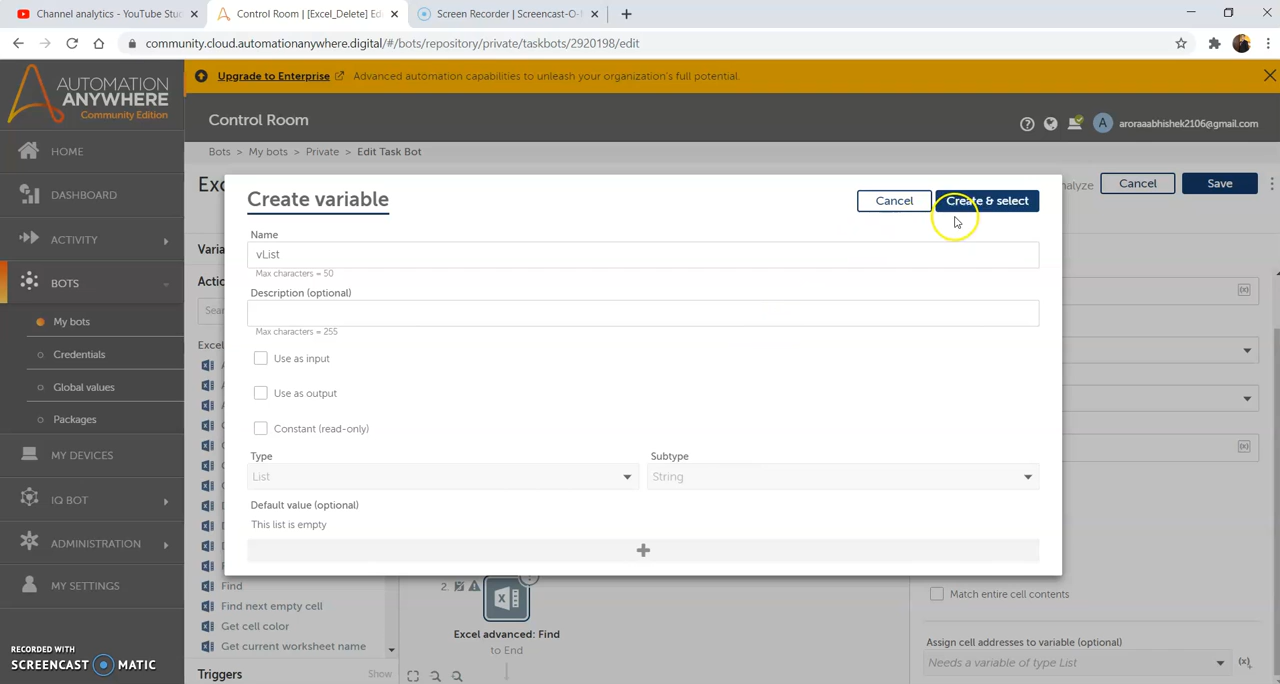 Channel analytics - YouTube Stu
Control Room | [Excel_Delete] Ed
Screen Recorder | Screencast-O-
community.cloud.automationanywhere.digital/#/bots/repository/private/taskbots/2920198/edit
AUTOMATION
ANYWHERE
Community Edition
Upgrade to Enterprise
Advanced automation capabilities to unleash your organization's full potential.
Control Room
A
aroraaabhishek2106@gmail.com
Bots > My bots > Private > Edit Task Bot
HOME
DASHBOARD
ACTIVITY
BOTS
My bots
Credentials
Global values
Packages
MY DEVICES
IQ BOT
ADMINISTRATION
MY SETTINGS
RECORDED WITH
SCREENCAST MATIC
Exc
nalyze
Cancel
Save
Varia
Actio
Sear
Excel
Create variable
Cancel
Create & select
Name
vList
Max characters = 50
Description (optional)
Max characters = 255
Use as input
Use as output
Constant (read-only)
Type
Subtype
List
String
Default value (optional)
This list is empty
Find
Find next empty cell
Get cell color
Get current worksheet name
Triggers
Show
2.
Excel advanced: Find
to End
Match entire cell contents
Assign cell addresses to variable (optional)
Needs a variable of type List
(x)